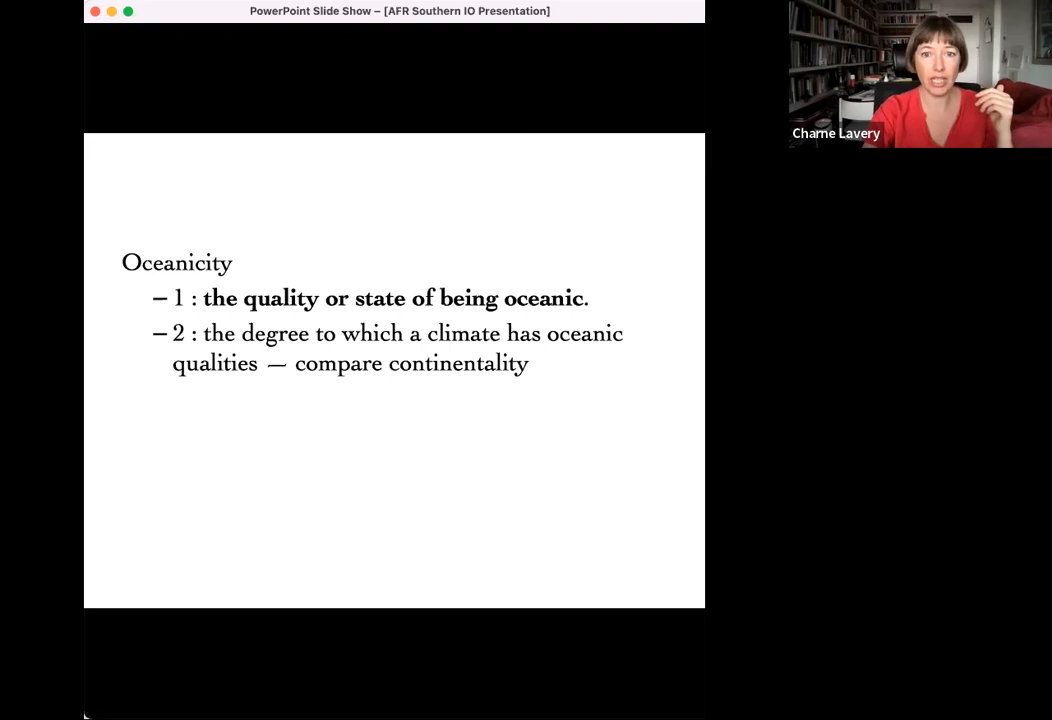 PowerPoint Slide Show – [AFR Southern IO Presentation]
Charne Lavery
Oceanicity
– 1 : the quality or state of being oceanic.
– 2 : the degree to which a climate has oceanic
qualities — compare continentality